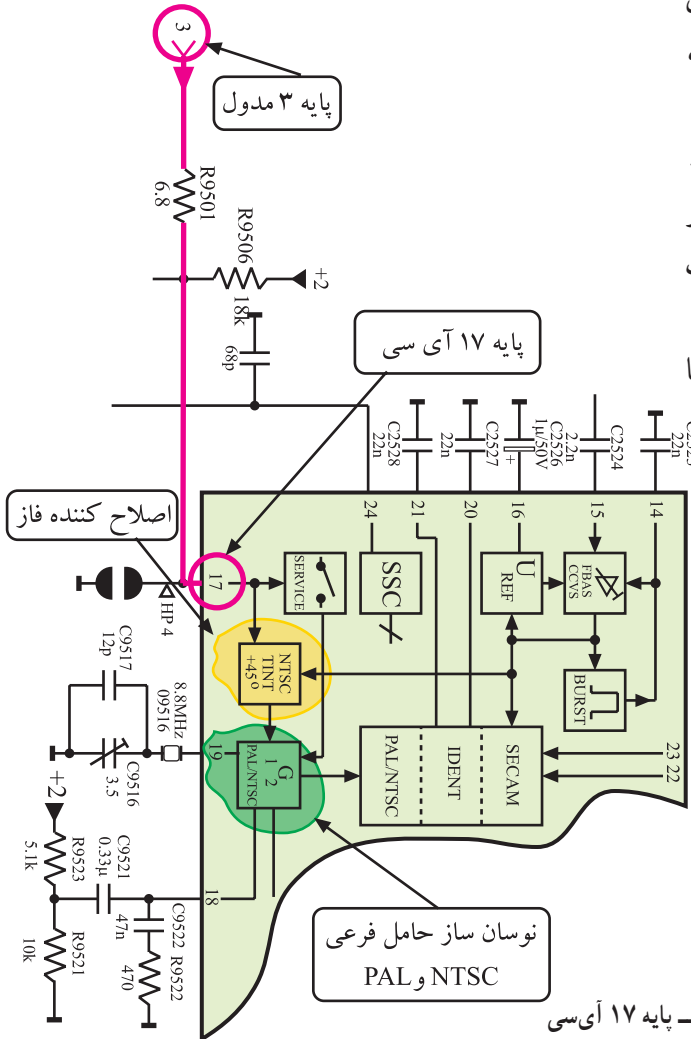 3
پایه ۳ مدول
R9501
6.8
R9506
18k
+2
68p
پایه ۱۷ آی سی
C2528
22n
C2527
22n
C2526
1µ/50V
+
C2524
2.2n
22n
24
21
20
16
15
14
اصلاح کننده فاز
17
HP 4
SERVICE
SSC
U
REF
FBAS
CCVS
BURST
NTSC
TINT
+45°
C9517
12p
C9516
3.5
8.8MHz
09516
19
G
1 2
PAL/NTSC
PAL/NTSC
IDENT
SECAM
23 22
+2
R9523
5.1k
C9521
0.33µ
R9521
10k
C9522
47n
R9522
470
18
نوسان ساز حامل فرعی
NTSC و PAL
ـ پایه ۱۷ آی‌سی